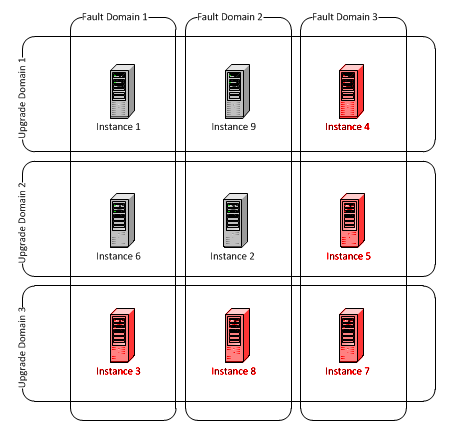 Fault Domain 1
Fault Domain 2
Fault Domain 3
Upgrade Domain 1
Instance 1
Instance 9
Instance 4
Upgrade Domain 2
Instance 6
Instance 2
Instance 5
Upgrade Domain 3
Instance 3
Instance 8
Instance 7